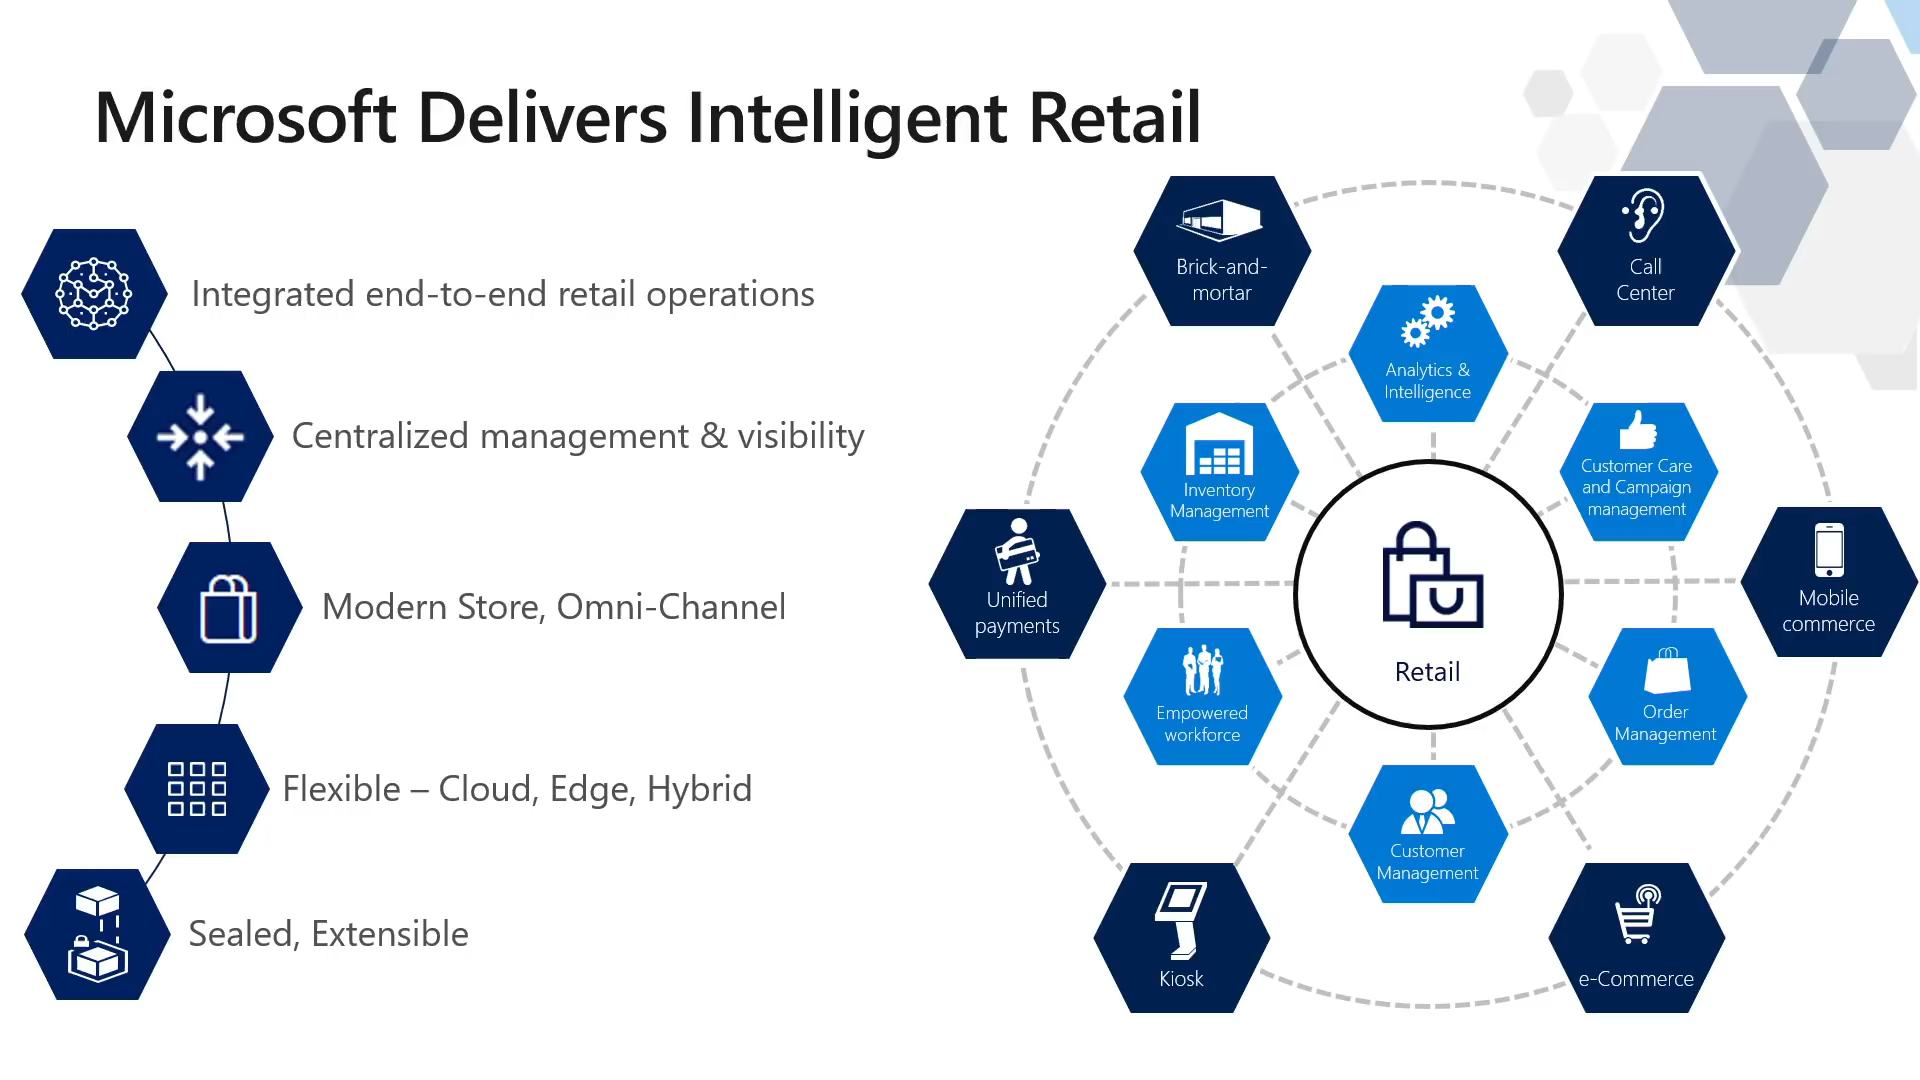 Microsoft Delivers Intelligent Retail
Integrated end-to-end retail operations
Centralized management & visibility
Modern Store, Omni-Channel
Flexible – Cloud, Edge, Hybrid
Sealed, Extensible
Brick-and-
mortar
Call
Center
Analytics &
Intelligence
Inventory
Management
Customer Care
and Campaign
management
Unified
payments
Retail
Mobile
commerce
Empowered
workforce
Order
Management
Customer
Management
Kiosk
e-Commerce